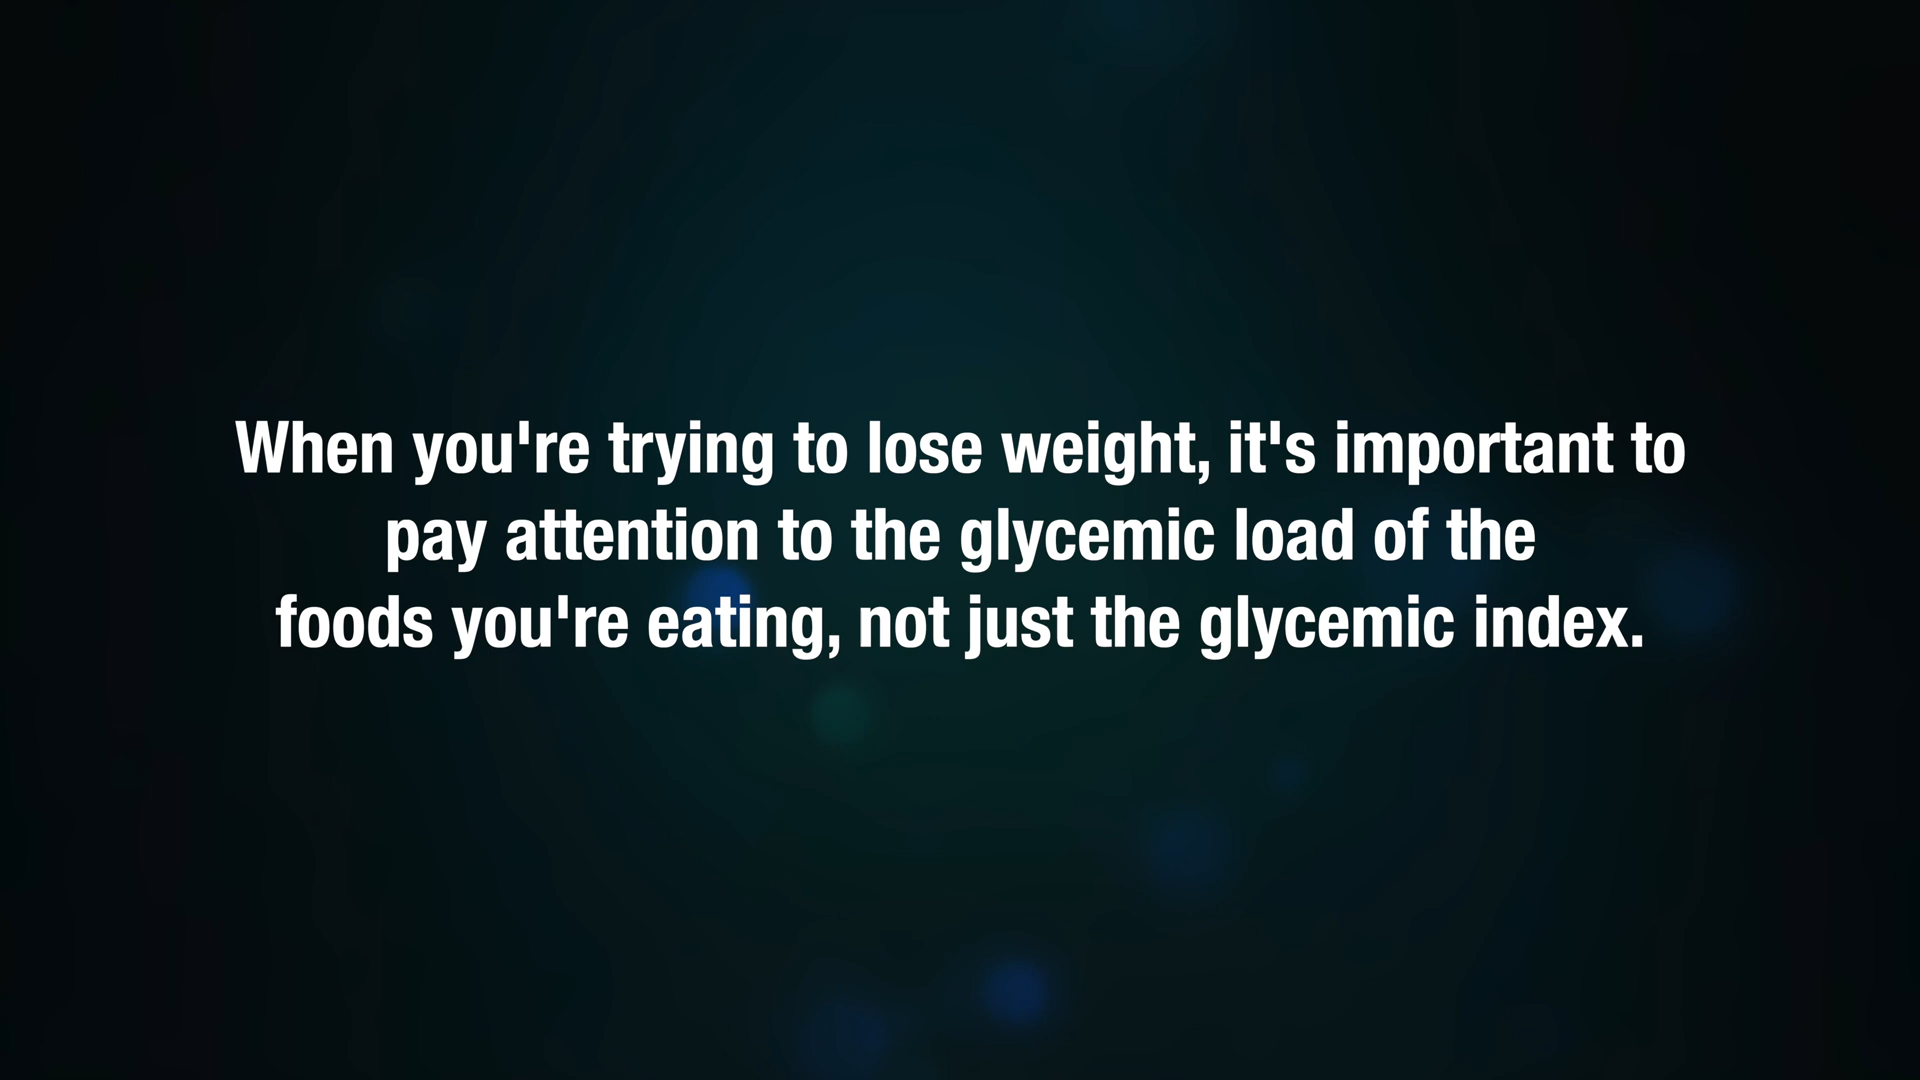 When you're trying to lose weight, it's important to
pay attention to the glycemic load of the
foods you're eating, not just the glycemic index.